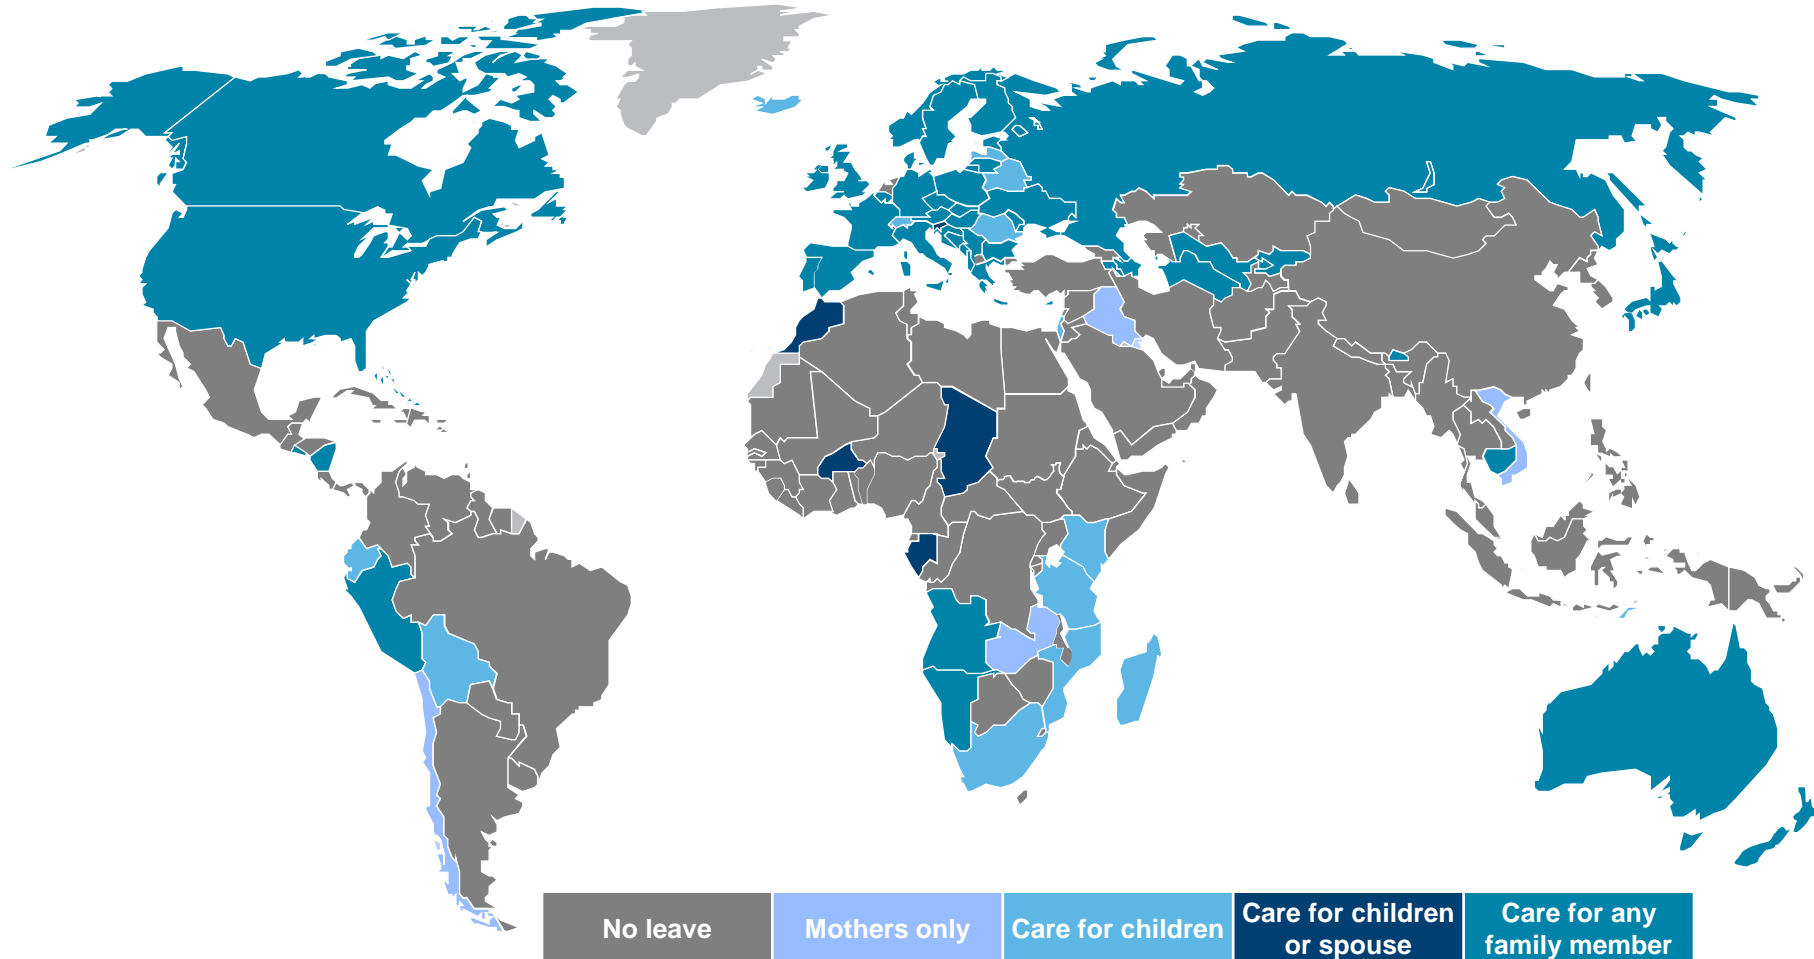 No leave
Mothers only
Care for children
Care for children
or spouse
Care for any
family member